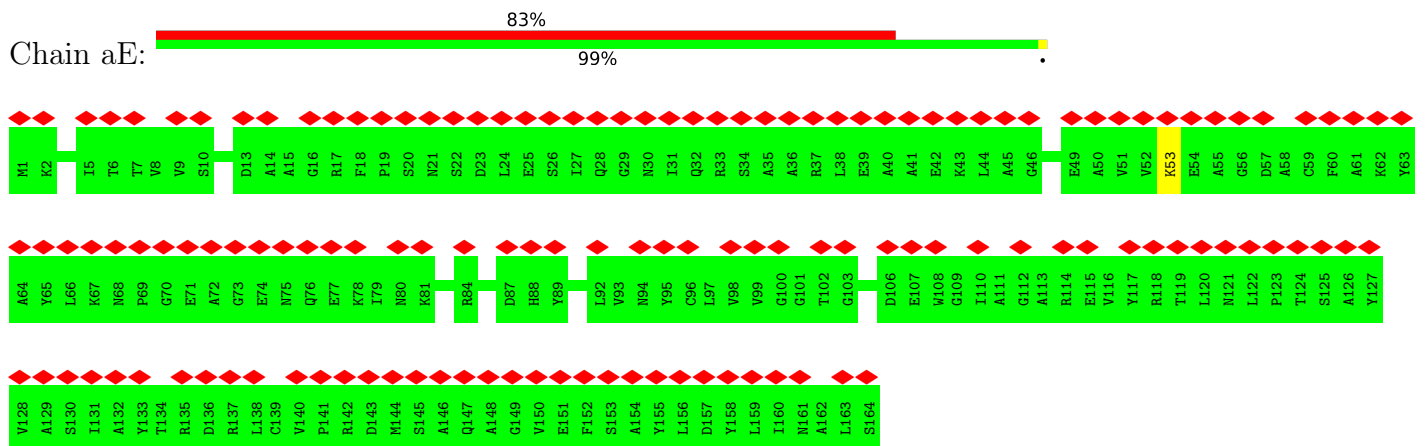 83%
Chain aE:
99%
.
M1 K2 I5 T6 T7 V8 V9 S10 D13 A14 A15 G16 R17 F18 P19 S20 N21 S22 D23 L24 E25 S26 I27 Q28 G29 N30 I31 Q32 R33 S34 A35 A36 R37 L38 E39 A40 A41 E42 K43 L44 A45 G46 E49 A50 V51 V52 K53 E54 A55 G56 D57 A58 C59 F60 A61 K62 Y63
A64 Y65 L66 K67 N68 P69 G70 E71 A72 G73 E74 N75 Q76 E77 K78 I79 N80 K81 R84 D87 H88 Y89 L92 V93 N94 Y95 C96 L97 V98 V99 G100 G101 T102 G103 D106 E107 W108 G109 I110 A111 G112 A113 R114 E115 V116 Y117 R118 T119 L120 N121 L122 P123 T124 S125 A126 Y127
V128 A129 S130 I131 A132 Y133 T134 R135 D136 R137 L138 C139 V140 P141 R142 D143 M144 S145 A146 Q147 A148 G149 V150 E151 F152 S153 A154 Y155 L156 D157 Y158 L159 I160 N161 A162 L163 S164